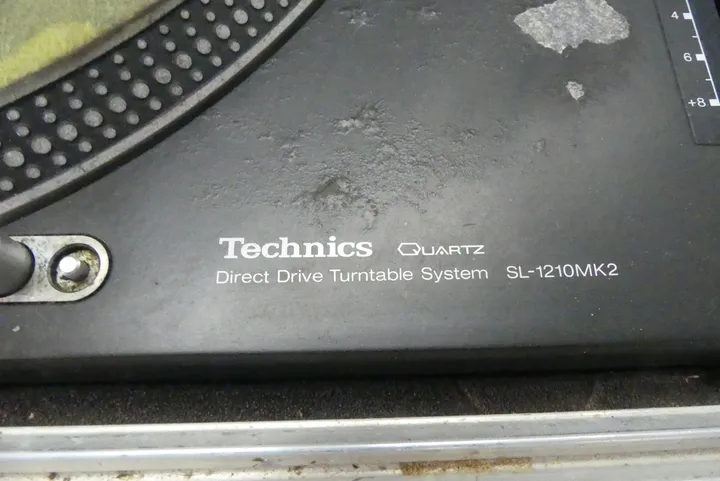 4
6
+8
Technics QUARTZ
Direct Drive Turntable System SL-1210MK2